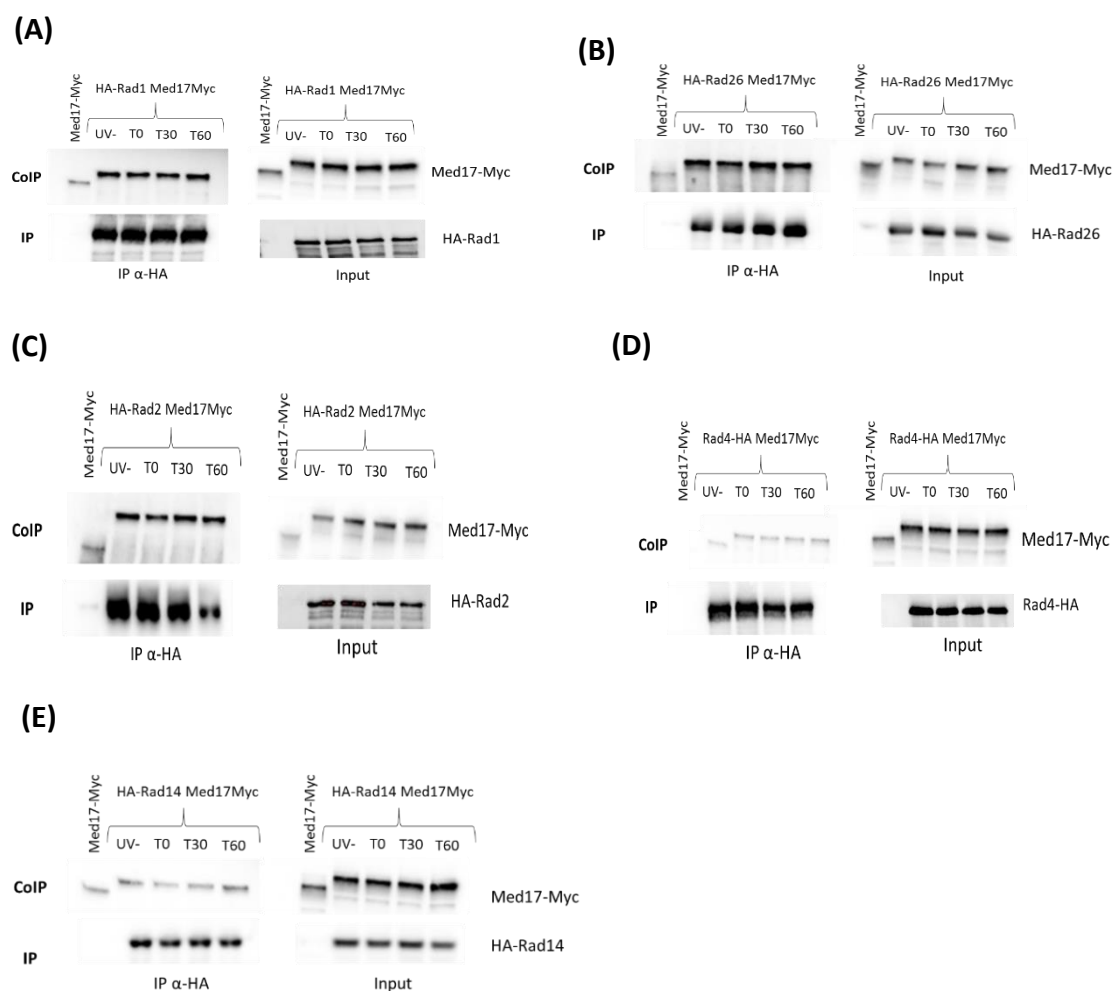 (A)
Med17-Myc
HA-Rad1 Med17Myc
UV- T0 T30 T60
Med17-Myc
HA-Rad1 Med17Myc
UV- T0 T30 T60
CoIP
Med17-Myc
IP
HA-Rad1
IP α-HA
Input
(B)
Med17-Myc
HA-Rad26 Med17Myc
UV- T0 T30 T60
Med17-Myc
HA-Rad26 Med17Myc
UV- T0 T30 T60
CoIP
Med17-Myc
IP
HA-Rad26
IP α-HA
Input
(C)
Med17-Myc
HA-Rad2 Med17Myc
UV- T0 T30 T60
Med17-Myc
HA-Rad2 Med17Myc
UV- T0 T30 T60
CoIP
Med17-Myc
IP
HA-Rad2
IP α-HA
Input
(D)
Med17-Myc
Rad4-HA Med17Myc
UV- T0 T30 T60
Med17-Myc
Rad4-HA Med17Myc
UV- T0 T30 T60
CoIP
Med17-Myc
IP
Rad4-HA
IP α-HA
Input
(E)
Med17-Myc
HA-Rad14 Med17Myc
UV- T0 T30 T60
Med17-Myc
HA-Rad14 Med17Myc
UV- T0 T30 T60
CoIP
Med17-Myc
IP
HA-Rad14
IP α-HA
Input